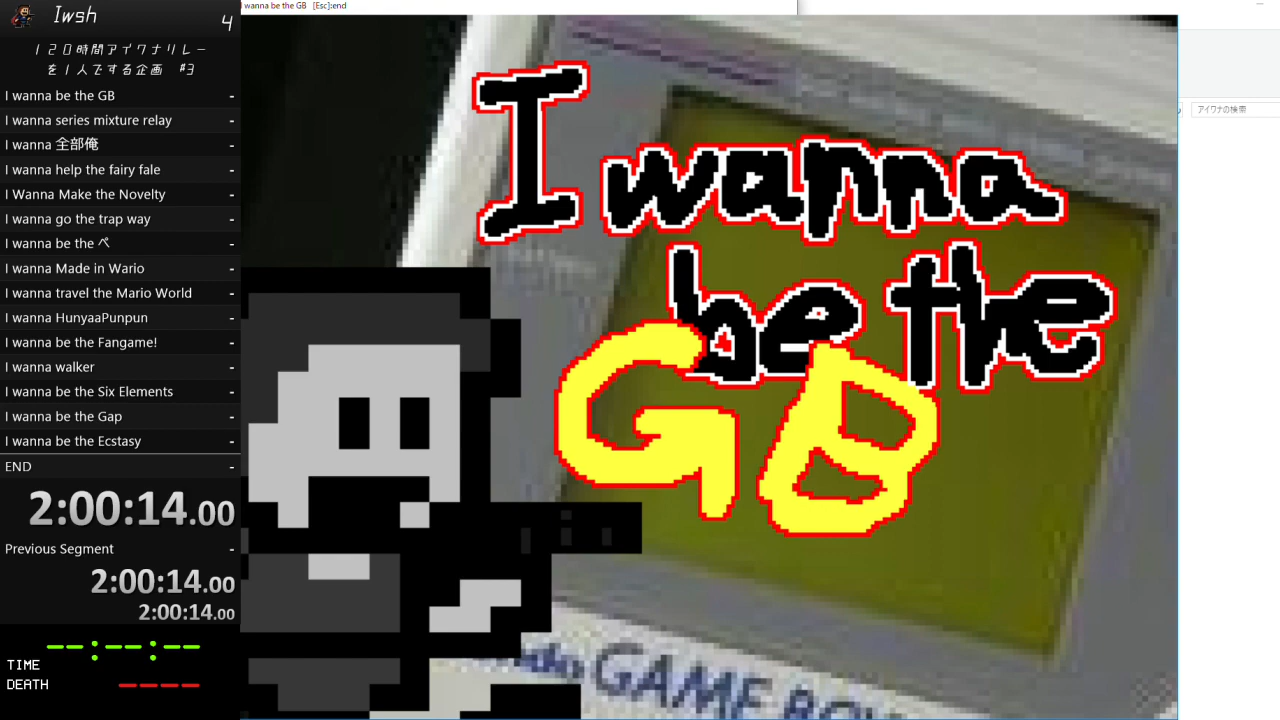 Iwsh
4
120時間アイワナリレー
を1人でする企画 #3
I wanna be the GB -
I wanna series mixture relay -
I wanna 全部俺 -
I wanna help the fairy fale -
I Wanna Make the Novelty -
I wanna go the trap way -
I wanna be the ペ -
I wanna Made in Wario -
I wanna travel the Mario World -
I wanna HunyaaPunpun -
I wanna be the Fangame! -
I wanna walker -
I wanna be the Six Elements -
I wanna be the Gap -
I wanna be the Ecstasy -
END -
2:00:14.00
Previous Segment -
2:00:14.00
2:00:14.00
--:--:--
TIME
DEATH ----
I wanna be the GB [Esc]:end
I wanna
be the
GB
GAME BOY
アイワナの検索